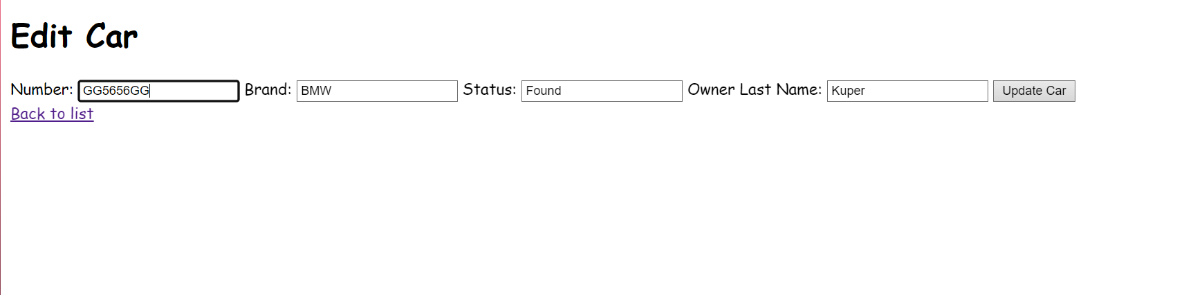 Edit Car
Number: GG5656GG Brand: BMW Status: Found Owner Last Name: Kuper Update Car
Back to list